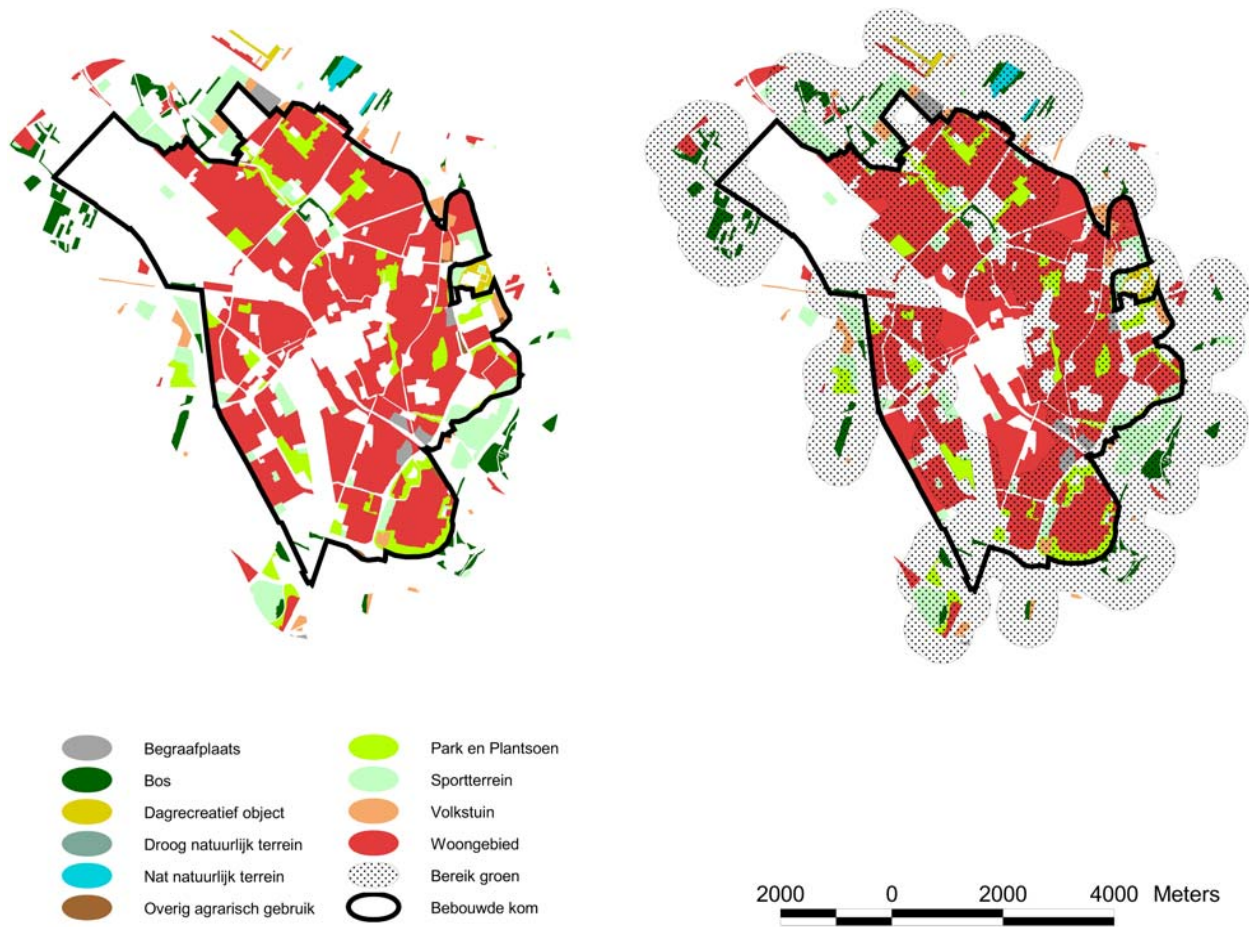 Begraafplaats
Bos
Dagrecreatief object
Droog natuurlijk terrein
Nat natuurlijk terrein
Overig agrarisch gebruik
Park en Plantsoen
Sportterrein
Volkstuin
Woongebied
Bereik groen
Bebouwde kom
2000 0 2000 4000 Meters